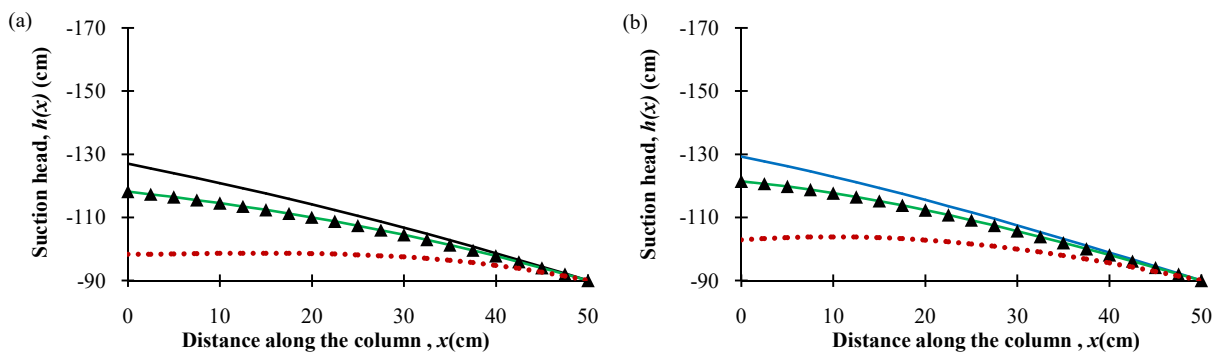 (a)
-170
-150
-130
-110
-90
Suction head, h(x) (cm)
0 10 20 30 40 50
Distance along the column , x(cm)
(b)
-170
-150
-130
-110
-90
Suction head, h(x) (cm)
0 10 20 30 40 50
Distance along the column , x(cm)